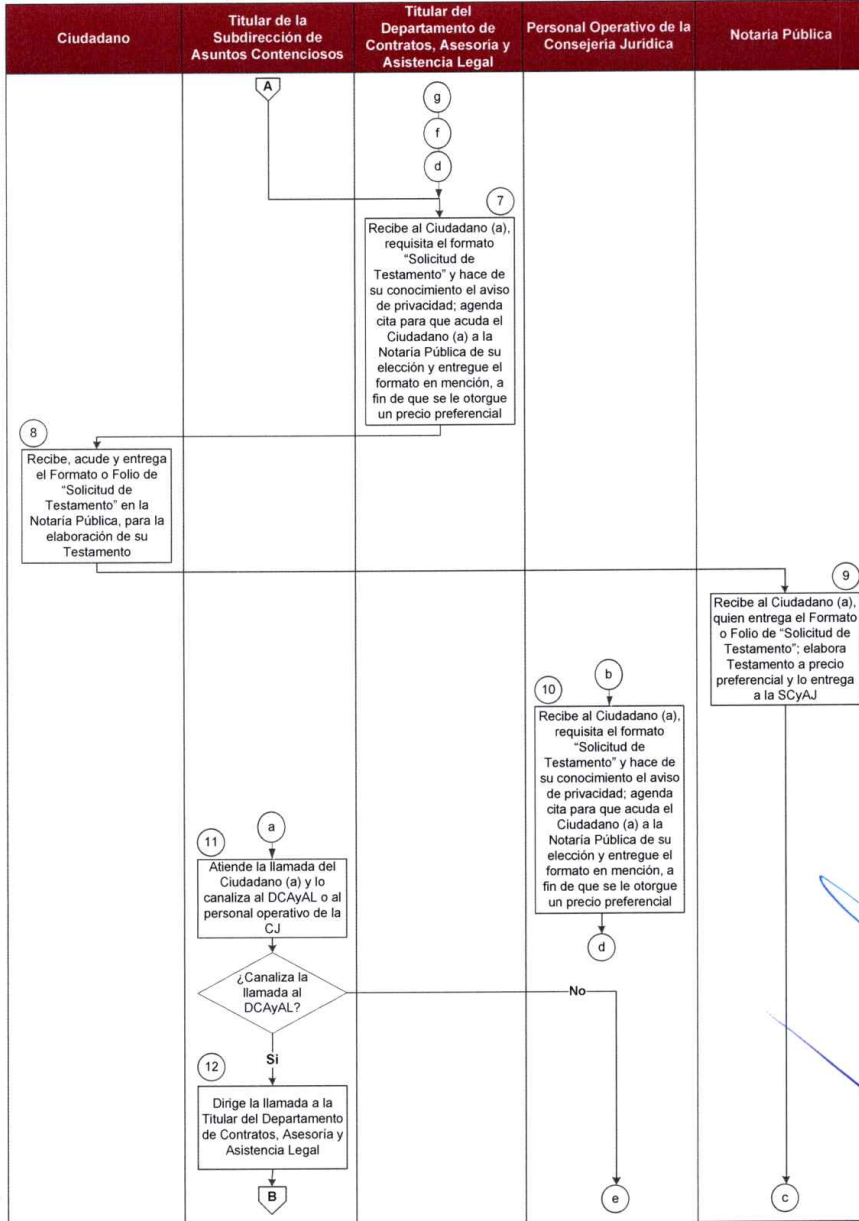 Ciudadano
Titular de la
Subdirección de
Asuntos Contenciosos
Titular del
Departamento de
Contratos, Asesoría y
Asistencia Legal
Personal Operativo de la
Consejería Jurídica
Notaria Pública
A
g
f
d
7
Recibe al Ciudadano (a),
requisita el formato
“Solicitud de
Testamento” y hace de
su conocimiento el aviso
de privacidad; agenda
cita para que acuda el
Ciudadano (a) a la
Notaría Pública de su
elección y entregue el
formato en mención, a
fin de que se le otorgue
un precio preferencial
8
Recibe, acude y entrega
el Formato o Folio de
“Solicitud de
Testamento” en la
Notaría Pública, para la
elaboración de su
Testamento
9
Recibe al Ciudadano (a),
quien entrega el Formato
o Folio de “Solicitud de
Testamento”; elabora
Testamento a precio
preferencial y lo entrega
a la SCyAJ
b
10
Recibe al Ciudadano (a),
requisita el formato
“Solicitud de
Testamento” y hace de
su conocimiento el aviso
de privacidad; agenda
cita para que acuda el
Ciudadano (a) a la
Notaría Pública de su
elección y entregue el
formato en mención, a
fin de que se le otorgue
un precio preferencial
d
a
11
Atiende la llamada del
Ciudadano (a) y lo
canaliza al DCAyAL o al
personal operativo de la
CJ
¿Canaliza la
llamada al
DCAyAL?
No
Si
12
Dirige la llamada a la
Titular del Departamento
de Contratos, Asesoría y
Asistencia Legal
B
e
c